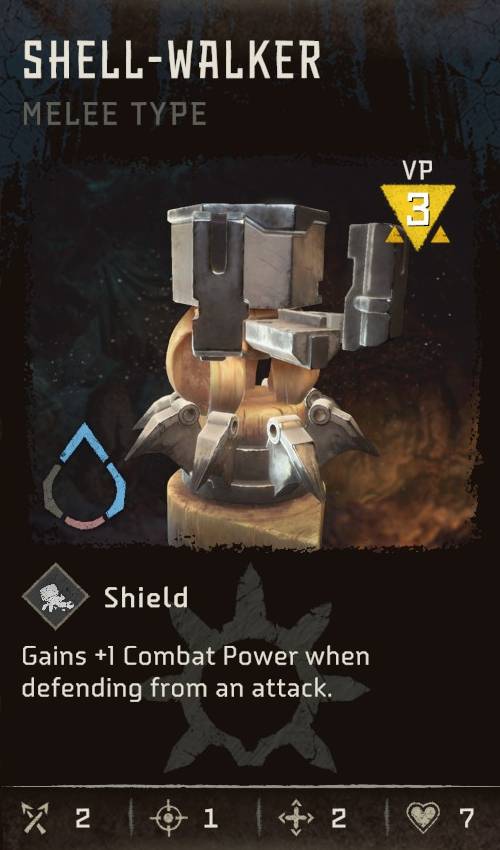 SHELL-WALKER
MELEE TYPE
VP
3
Shield
Gains +1 Combat Power when
defending from an attack.
2 1 2 7